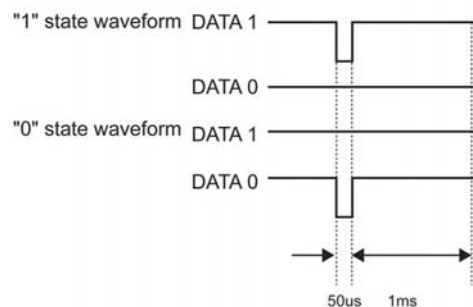 "1" state waveform DATA 1
DATA 0
"0" state waveform DATA 1
DATA 0
50us 1ms